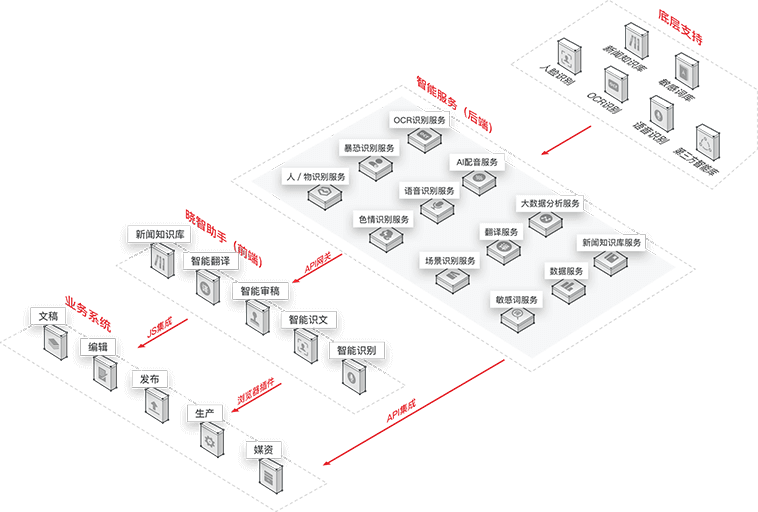 底层支持
新闻知识库
人脸识别
敏感词库
OCR识别
语音识别
第三方智能库
智能服务（后端）
OCR识别服务
暴恐识别服务
AI配音服务
人 / 物识别服务
语音识别服务
大数据分析服务
色情识别服务
翻译服务
新闻知识库服务
场景识别服务
数据服务
敏感词服务
晓智助手（前端）
API网关
新闻知识库
智能翻译
智能审稿
智能识文
智能识别
业务系统
JS集成
文稿
编辑
发布
生产
媒资
浏览器插件
API集成